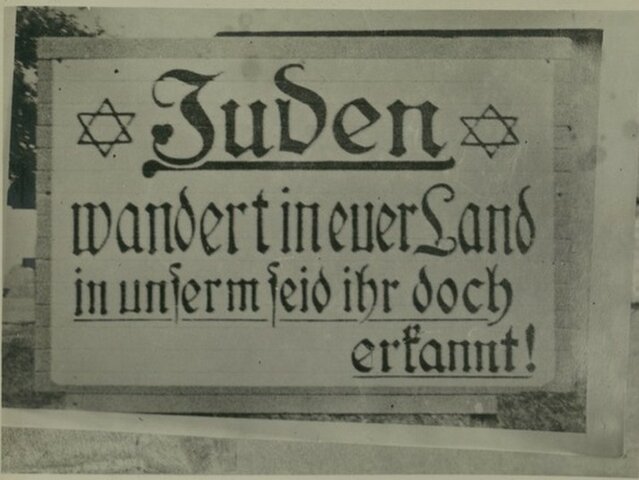 Juden
wandert in euer Land
in unserm seid ihr doch
erkannt!